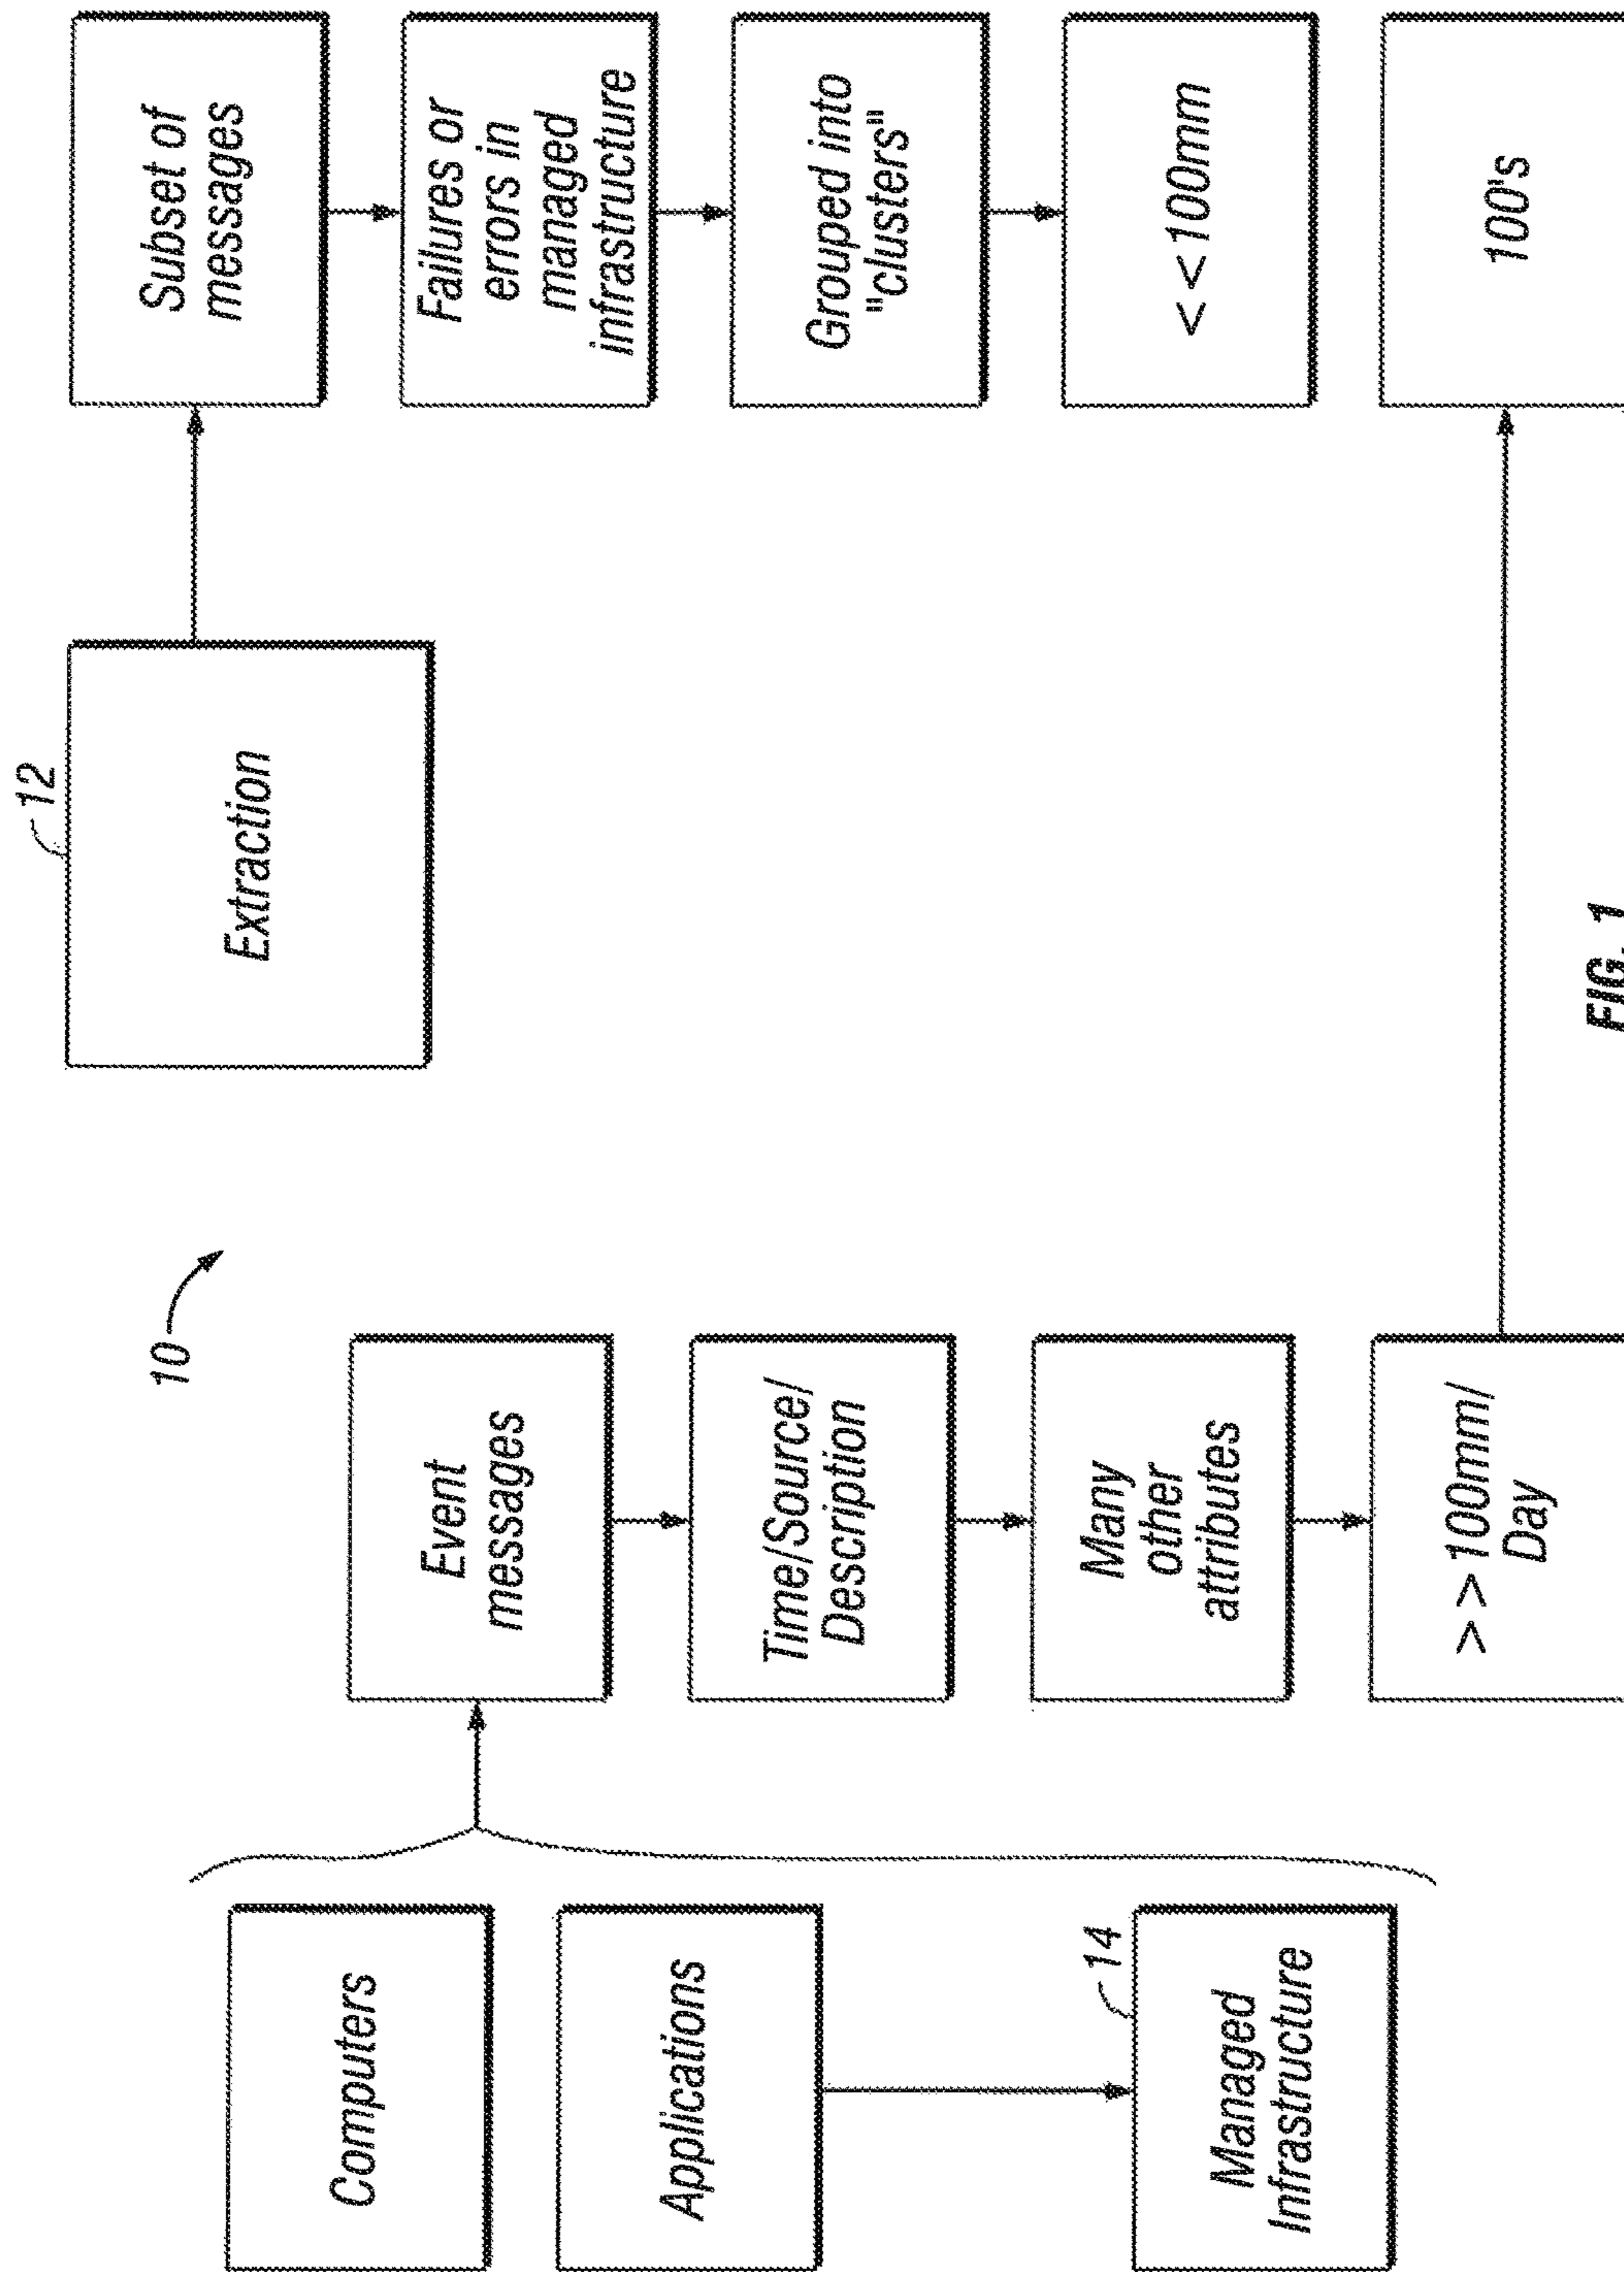 Computers
Applications
14
Managed
Infrastructure
Event
messages
Time/Source/
Description
Many
other
attributes
>>100mm/
Day
10
12
Extraction
Subset of
messages
Failures or
errors in
managed
infrastructure
Grouped into
"clusters"
<<100mm
100's
FIG. 1